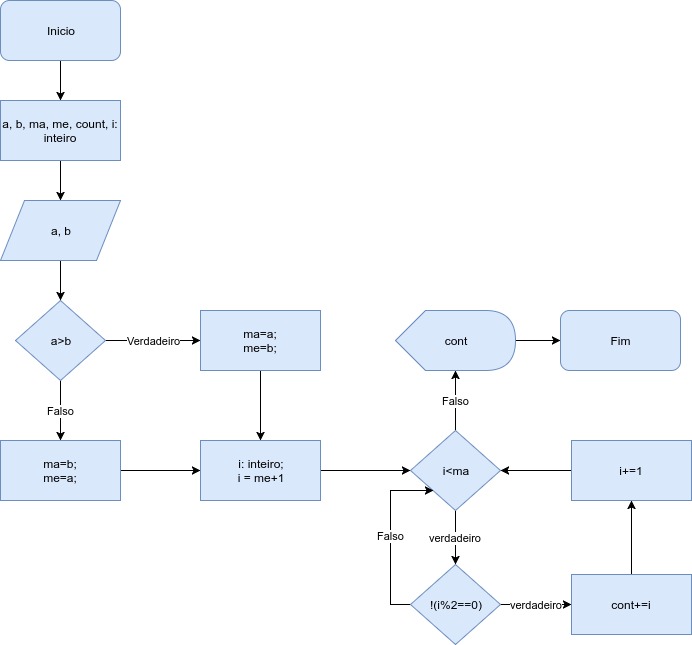 Inicio
a, b, ma, me, count, i:
inteiro
a, b
a>b
Verdadeiro
ma=a;
me=b;
Falso
ma=b;
me=a;
i: inteiro;
i = me+1
i<ma
Falso
cont
Fim
verdadeiro
!(i%2==0)
Falso
verdadeiro
cont+=i
i+=1